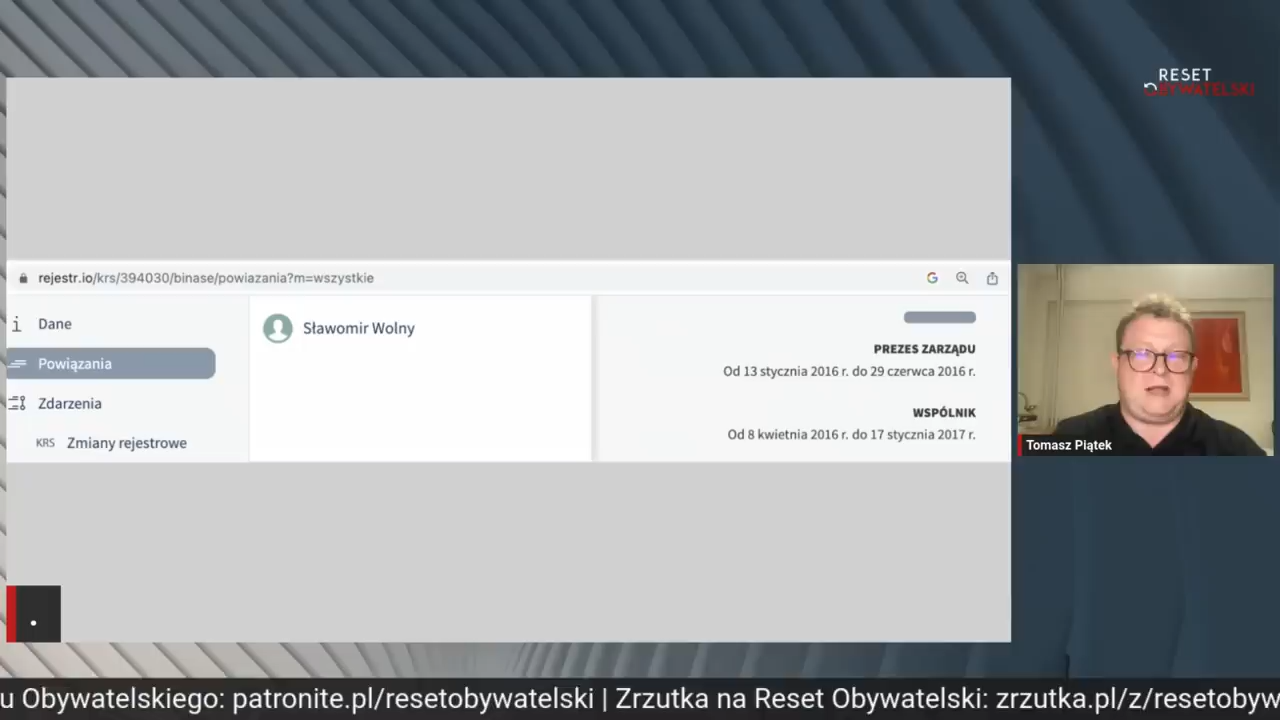 RESET
OBYWATELSKI
rejestr.io/krs/394030/binase/powiazania?m=wszystkie
Dane
Powiązania
Zdarzenia
KRS Zmiany rejestrowe
Sławomir Wolny
PREZES ZARZĄDU
Od 13 stycznia 2016 r. do 29 czerwca 2016 r.
WSPÓLNIK
Od 8 kwietnia 2016 r. do 17 stycznia 2017 r.
Tomasz Piątek
.
u Obywatelskiego: patronite.pl/resetobywatelski | Zrzutka na Reset Obywatelski: zrzutka.pl/z/resetobyw